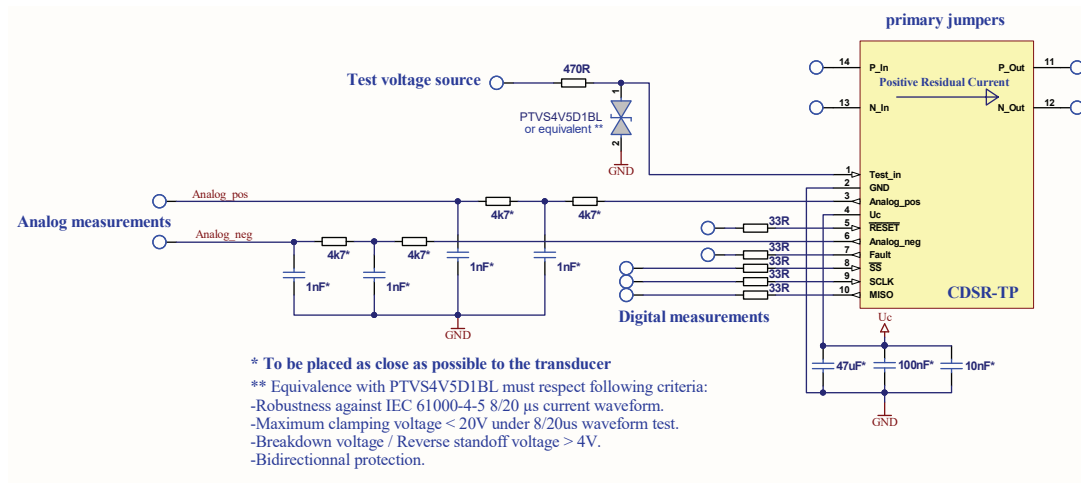 primary jumpers
14
P_In
P_Out
11
Positive Residual Current
13
N_In
N_Out
12
Test voltage source
470R
1
PTVS4V5D1BL
or equivalent **
2
GND
1
Test_in
2
GND
3
Analog_pos
4
Uc
5
RESET
6
Analog_neg
7
Fault
8
SS
9
SCLK
10
MISO
CDSR-TP
Analog_pos
4k7*
4k7*
Analog measurements
Analog_neg
4k7*
4k7*
1nF*
1nF*
1nF*
1nF*
GND
33R
33R
33R
33R
33R
Digital measurements
Uc
47uF*
100nF*
10nF*
GND
* To be placed as close as possible to the transducer
** Equivalence with PTVS4V5D1BL must respect following criteria:
-Robustness against IEC 61000-4-5 8/20 µs current waveform.
-Maximum clamping voltage < 20V under 8/20us waveform test.
-Breakdown voltage / Reverse standoff voltage > 4V.
-Bidirectionnal protection.